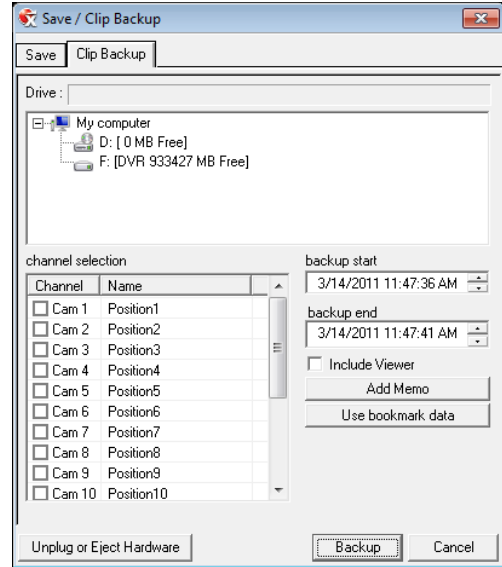 Save / Clip Backup
Save Clip Backup
Drive :
My computer
D: [ 0 MB Free]
F: [DVR 933427 MB Free]
channel selection
Channel Name
Cam 1 Position1
Cam 2 Position2
Cam 3 Position3
Cam 4 Position4
Cam 5 Position5
Cam 6 Position6
Cam 7 Position7
Cam 8 Position8
Cam 9 Position9
Cam 10 Position10
backup start
3/14/2011 11:47:36 AM
backup end
3/14/2011 11:47:41 AM
Include Viewer
Add Memo
Use bookmark data
Unplug or Eject Hardware
Backup
Cancel